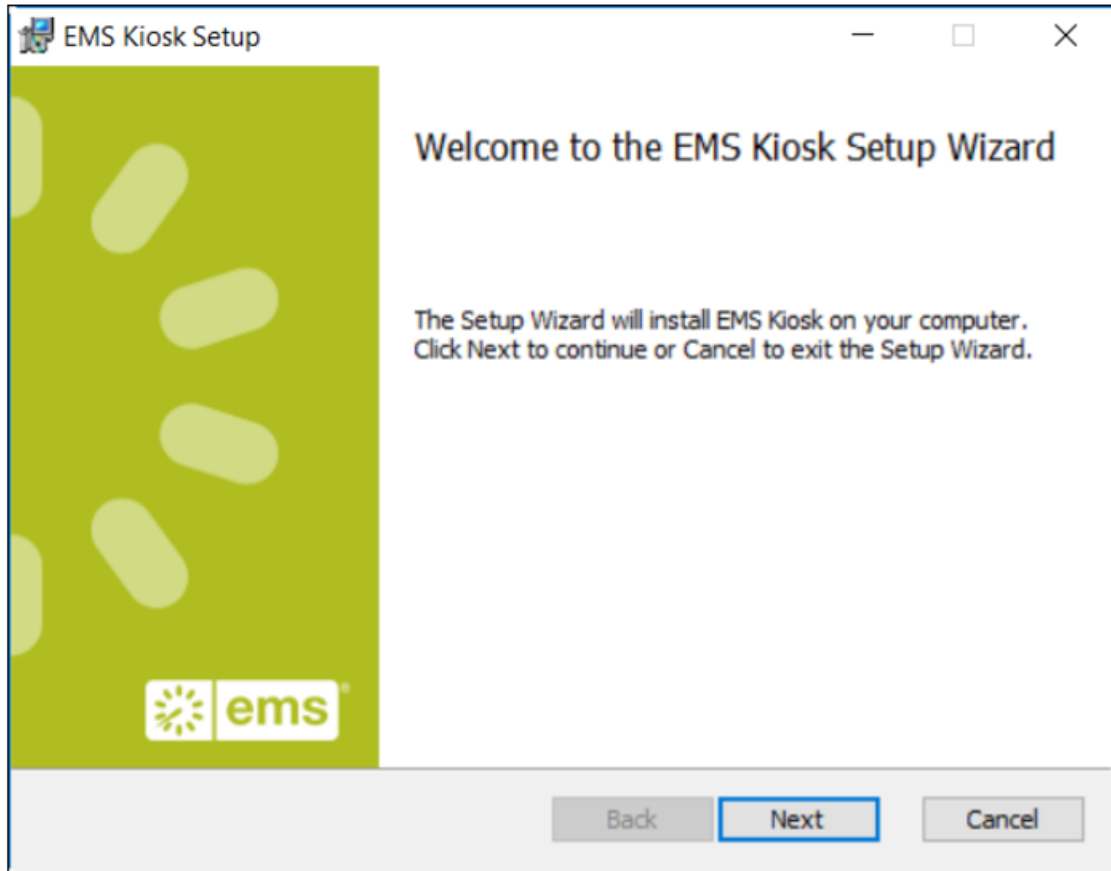 EMS Kiosk Setup
Welcome to the EMS Kiosk Setup Wizard
The Setup Wizard will install EMS Kiosk on your computer.
Click Next to continue or Cancel to exit the Setup Wizard.
ems®
Back
Next
Cancel